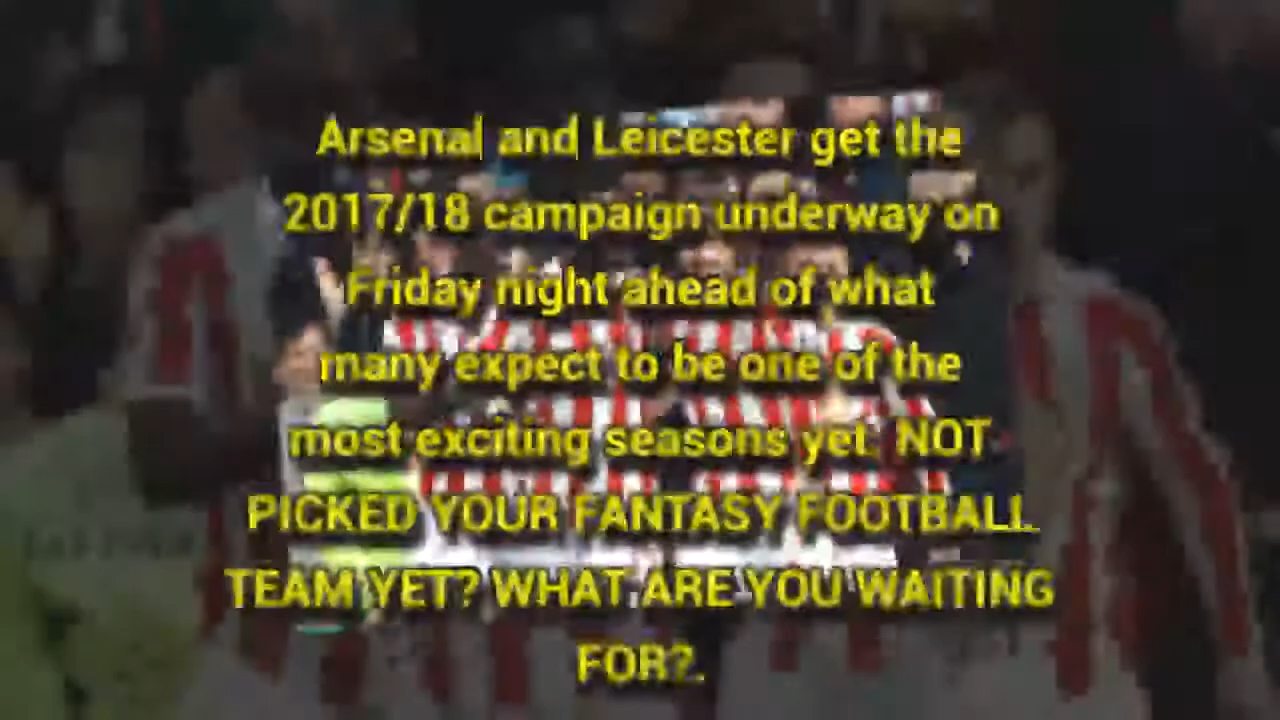 Arsenal and Leicester get the
2017/18 campaign underway on
Friday night ahead of what
many expect to be one of the
most exciting seasons yet. NOT
PICKED YOUR FANTASY FOOTBALL
TEAM YET? WHAT ARE YOU WAITING
FOR?.